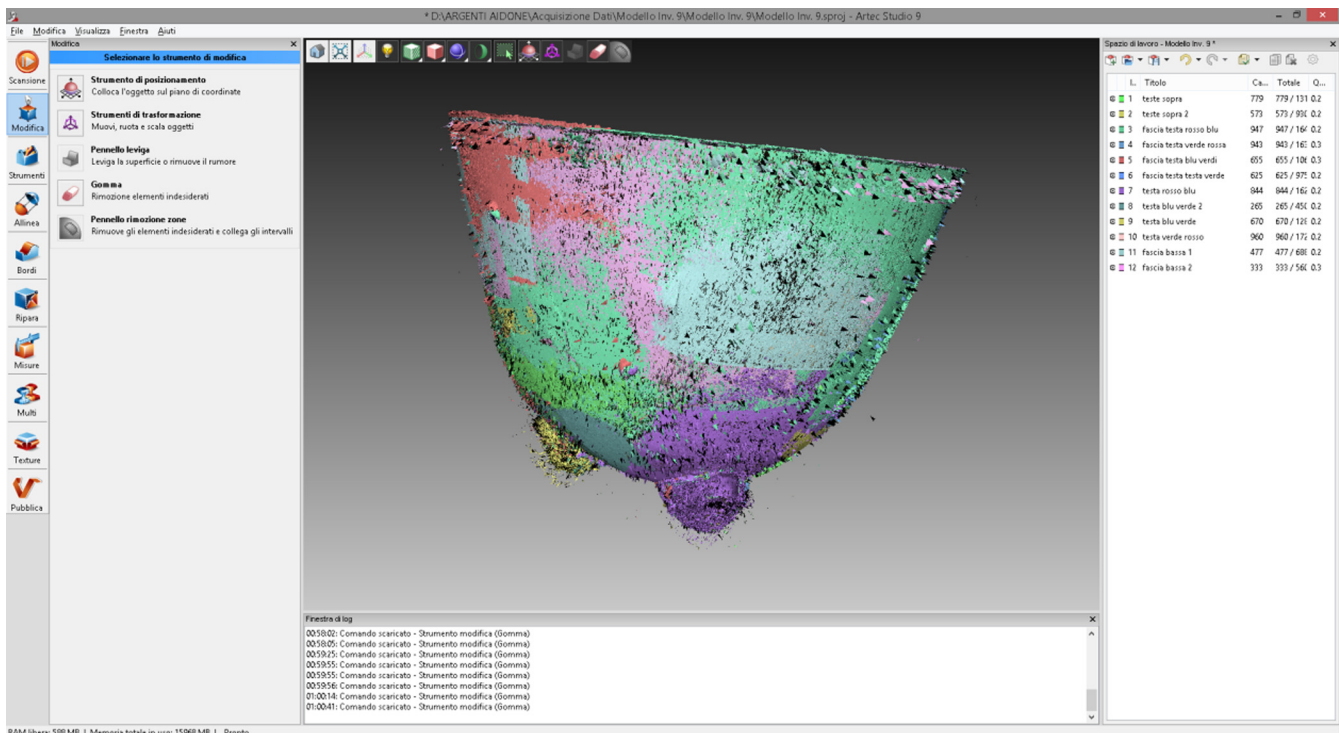 * D:\ARGENTI AIDONE\Acquisizione Dati\Modello Inv. 9\Modello Inv. 9\Modello Inv. 9.sproj - Artec Studio 9
File Modifica Visualizza Finestra Aiuti
Modifica
Selezionare lo strumento di modifica
Scansione
Modifica
Strumenti
Allinea
Bordi
Ripara
Misure
Multi
Texture
Pubblica
Strumento di posizionamento
Colloca l'oggetto sul piano di coordinate
Strumenti di trasformazione
Muovi, ruota e scala oggetti
Pennello leviga
Leviga la superficie o rimuove il rumore
Gomma
Rimozione elementi indesiderati
Pennello rimozione zone
Rimuove gli elementi indesiderati e collega gli intervalli
Finestra di log
00:58:02: Comando scaricato - Strumento modifica (Gomma)
00:58:05: Comando scaricato - Strumento modifica (Gomma)
00:59:25: Comando scaricato - Strumento modifica (Gomma)
00:59:55: Comando scaricato - Strumento modifica (Gomma)
00:59:55: Comando scaricato - Strumento modifica (Gomma)
00:59:56: Comando scaricato - Strumento modifica (Gomma)
01:00:14: Comando scaricato - Strumento modifica (Gomma)
01:00:41: Comando scaricato - Strumento modifica (Gomma)
Spazio di lavoro - Modello Inv. 9 *
I.. Titolo Ca... Totale Q...
1 teste sopra 779 779 / 131 0.2
2 teste sopra 2 573 573 / 0.2
3 fascia testa rosso blu 947 947 / 0.2
4 fascia testa verde rossa 943 943 / 0.3
5 fascia testa blu verdi 655 655 / 0.3
6 fascia testa testa verde 625 625 / 0.2
7 testa rosso blu 844 844 / 0.2
8 testa blu verde 2 265 265 / 0.2
9 testa blu verde 670 670 / 0.2
10 testa verde rosso 960 960 / 0.2
11 fascia bassa 1 477 477 / 0.2
12 fascia bassa 2 333 333 / 0.3
RAM libera: 588 MB | Memoria totale in uso: 15968 MB | Pronto